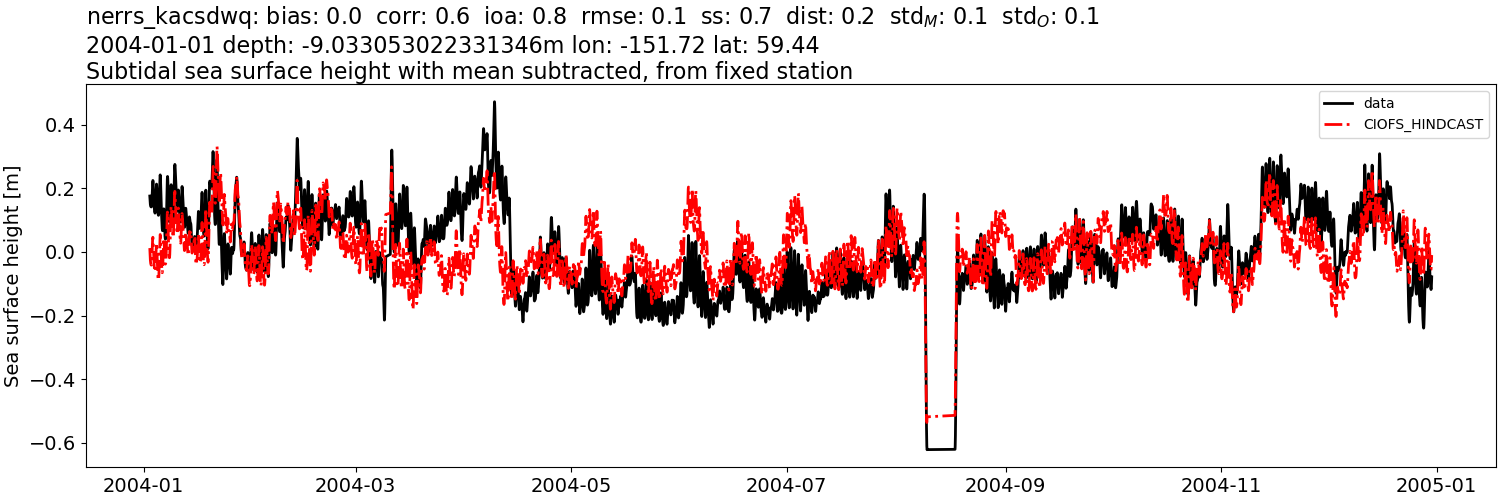 nerrs_kacsdwq: bias: 0.0  corr: 0.6  ioa: 0.8  rmse: 0.1  ss: 0.7  dist: 0.2  std_M: 0.1  std_O: 0.1
2004-01-01 depth: -9.033053022331346m lon: -151.72 lat: 59.44
Subtidal sea surface height with mean subtracted, from fixed station
data
CIOFS_HINDCAST
Sea surface height [m]
0.4
0.2
0.0
−0.2
−0.4
−0.6
2004-01 2004-03 2004-05 2004-07 2004-09 2004-11 2005-01